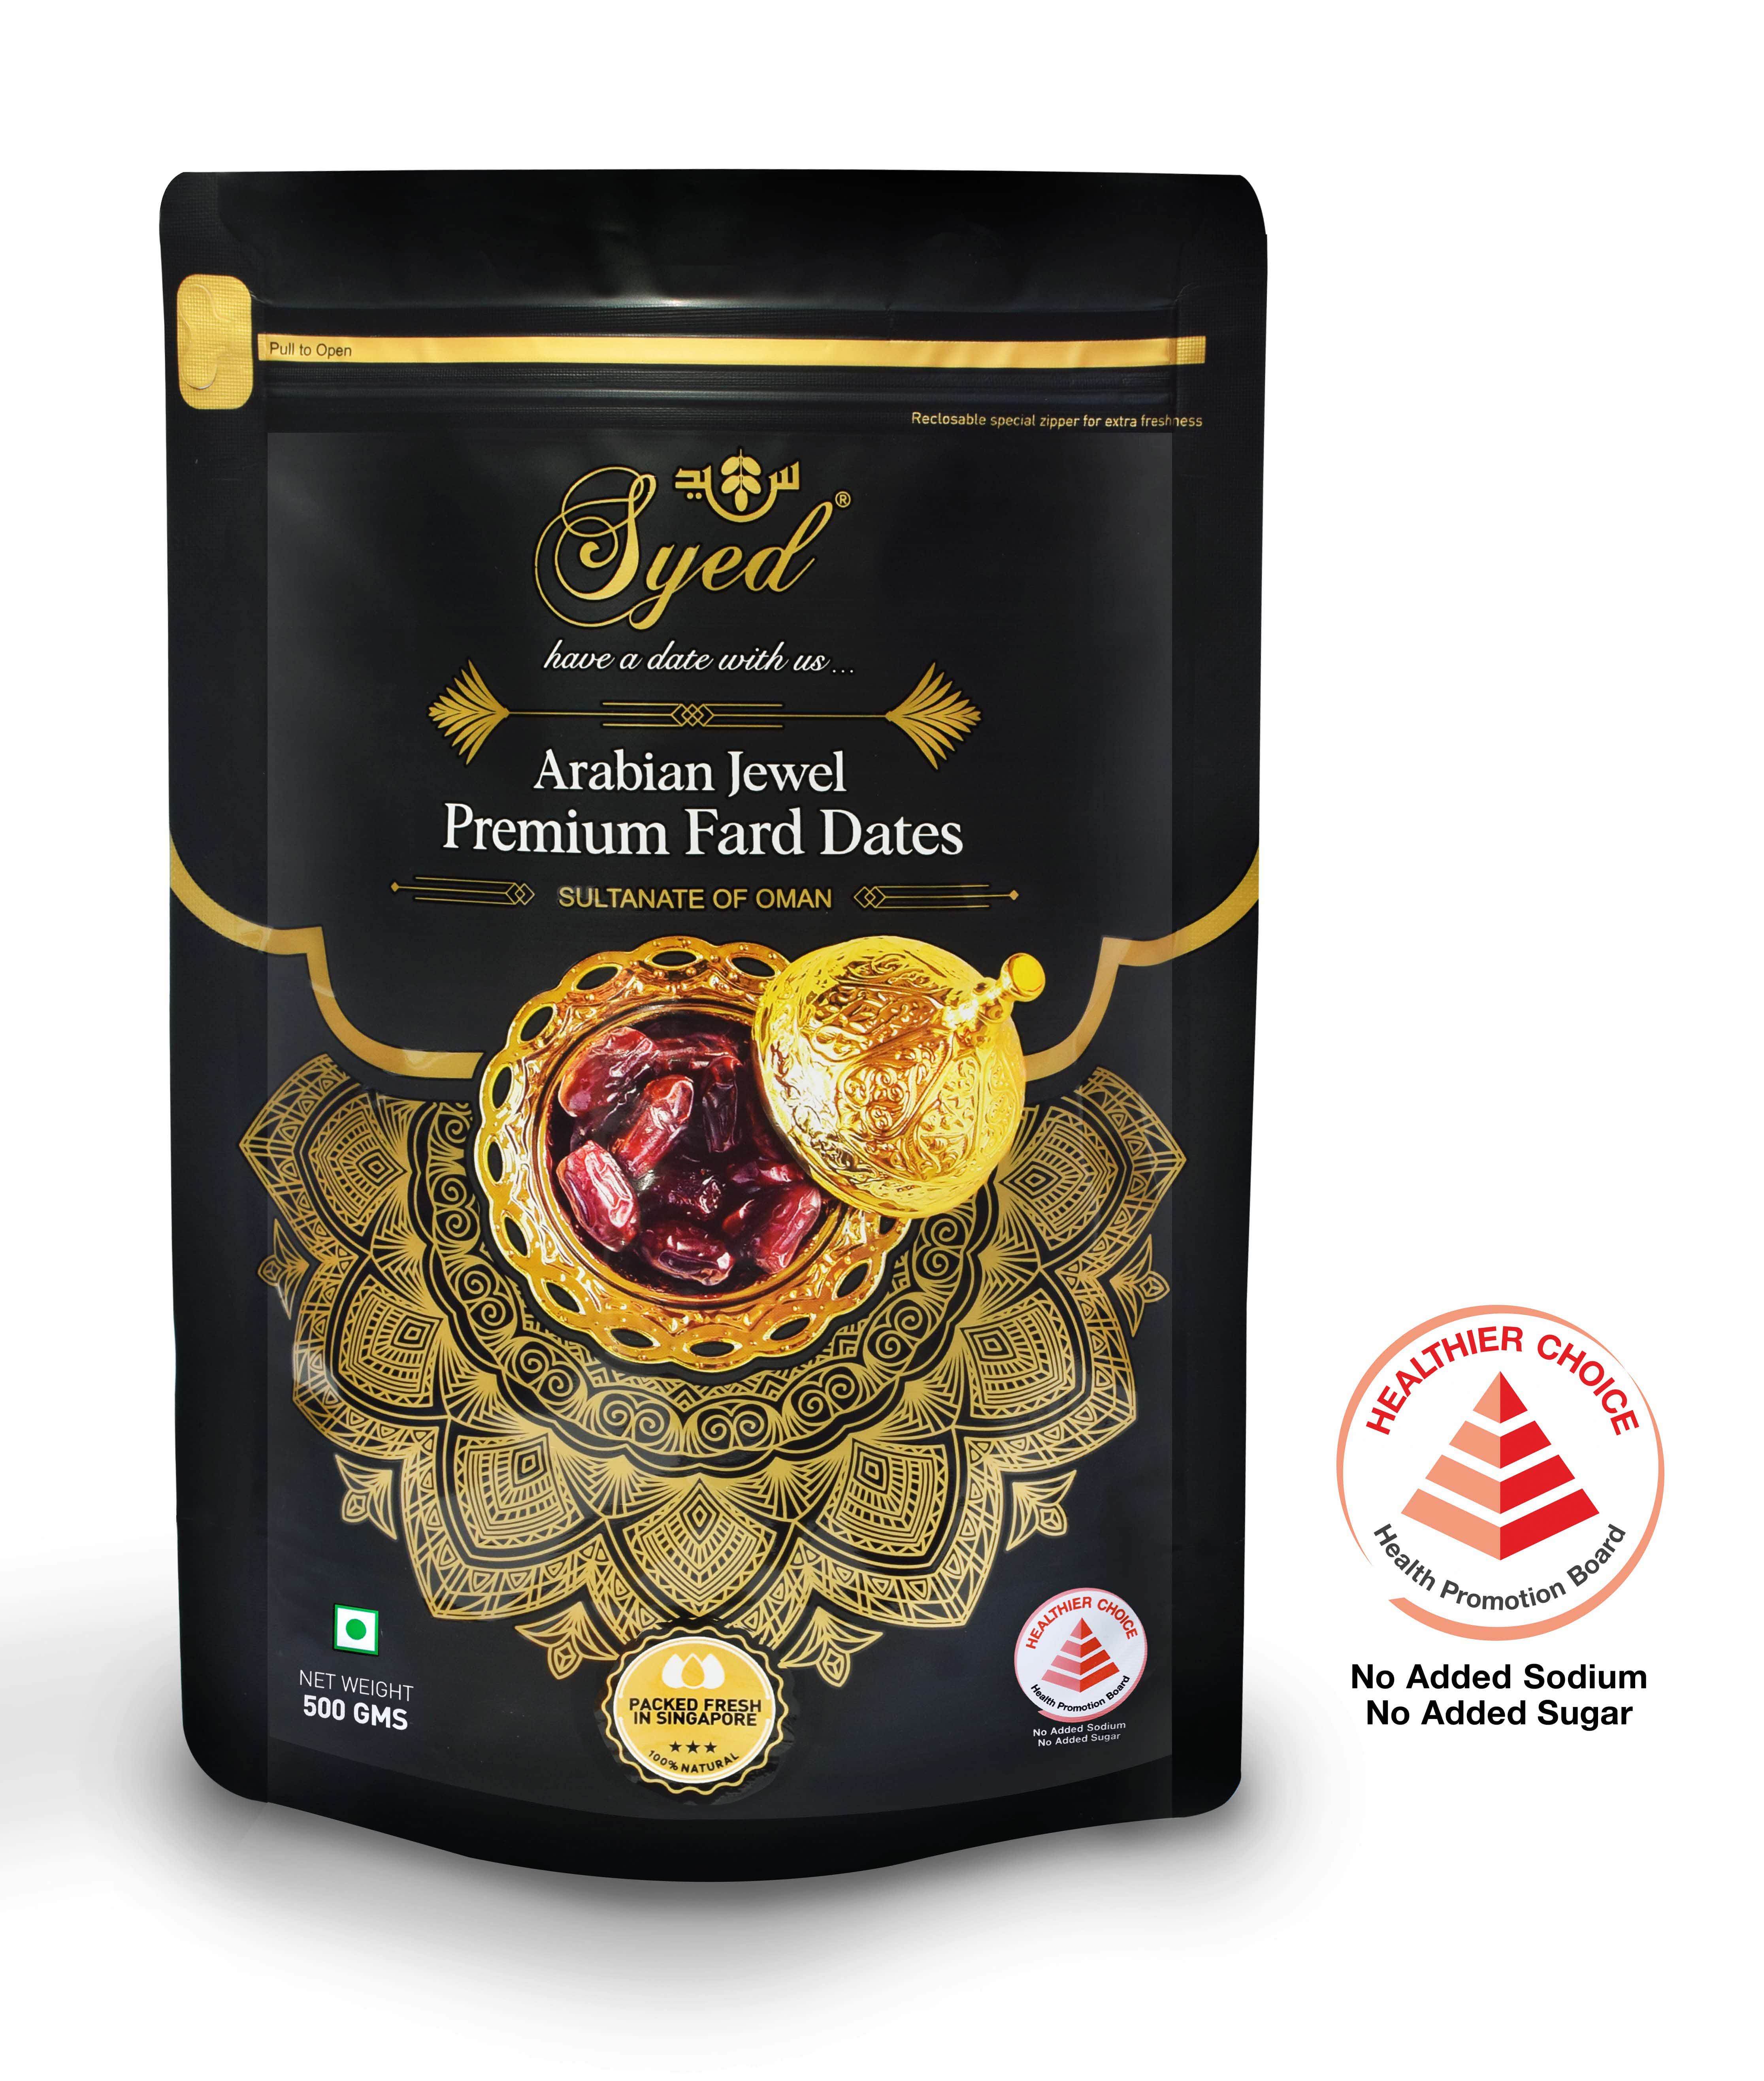 Pull to Open
Reclosable special zipper for extra freshness
سيد
Syed®
have a date with us...
Arabian Jewel
Premium Fard Dates
SULTANATE OF OMAN
NET WEIGHT
500 GMS
PACKED FRESH
IN SINGAPORE
100% NATURAL
HEALTHIER CHOICE
Health Promotion Board
No Added Sodium
No Added Sugar
HEALTHIER CHOICE
Health Promotion Board
No Added Sodium
No Added Sugar